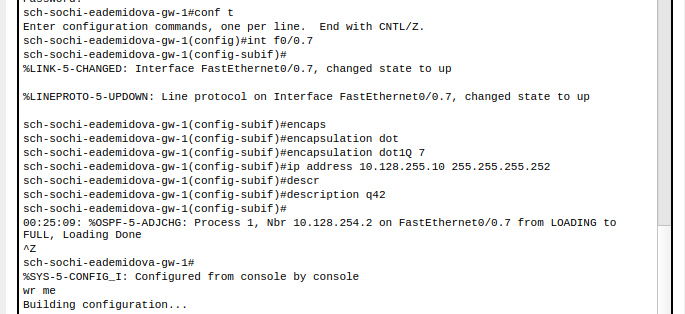 Password:
sch-sochi-eademidova-gw-1#conf t
Enter configuration commands, one per line.  End with CNTL/Z.
sch-sochi-eademidova-gw-1(config)#int f0/0.7
sch-sochi-eademidova-gw-1(config-subif)#
%LINK-5-CHANGED: Interface FastEthernet0/0.7, changed state to up
%LINEPROTO-5-UPDOWN: Line protocol on Interface FastEthernet0/0.7, changed state to up
sch-sochi-eademidova-gw-1(config-subif)#encaps
sch-sochi-eademidova-gw-1(config-subif)#encapsulation dot
sch-sochi-eademidova-gw-1(config-subif)#encapsulation dot1Q 7
sch-sochi-eademidova-gw-1(config-subif)#ip address 10.128.255.10 255.255.255.252
sch-sochi-eademidova-gw-1(config-subif)#descr
sch-sochi-eademidova-gw-1(config-subif)#description q42
sch-sochi-eademidova-gw-1(config-subif)#
00:25:09: %OSPF-5-ADJCHG: Process 1, Nbr 10.128.254.2 on FastEthernet0/0.7 from LOADING to
FULL, Loading Done
^Z
sch-sochi-eademidova-gw-1#
%SYS-5-CONFIG_I: Configured from console by console
wr me
Building configuration...